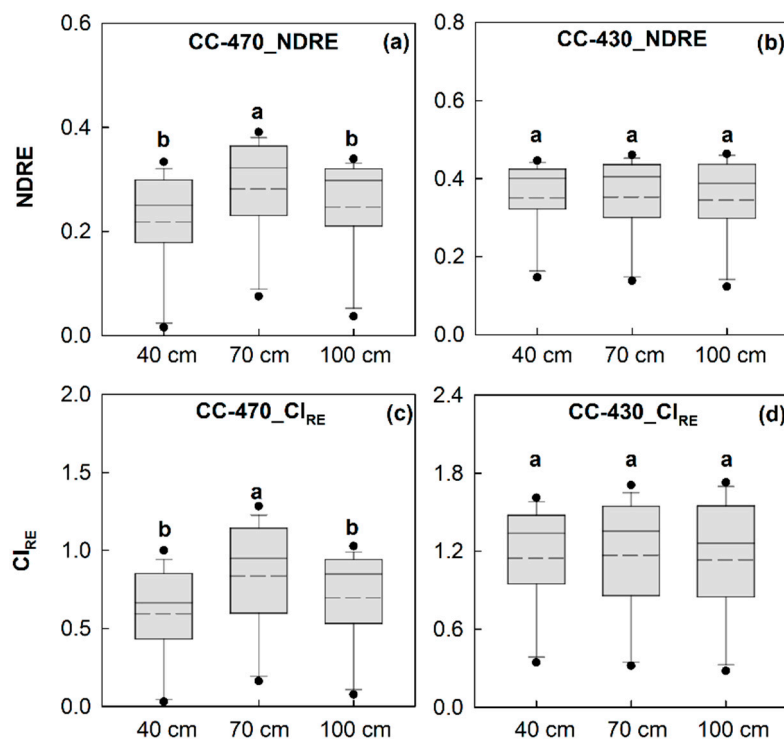 CC-470_NDRE (a)
0.6
0.4
0.2
0.0
NDRE
b a b
40 cm 70 cm 100 cm
CC-430_NDRE (b)
0.8
0.6
0.4
0.2
0.0
a a a
40 cm 70 cm 100 cm
CC-470_CI_RE (c)
2.0
1.5
1.0
0.5
0.0
CI_RE
b a b
40 cm 70 cm 100 cm
CC-430_CI_RE (d)
2.4
1.8
1.2
0.6
0.0
a a a
40 cm 70 cm 100 cm